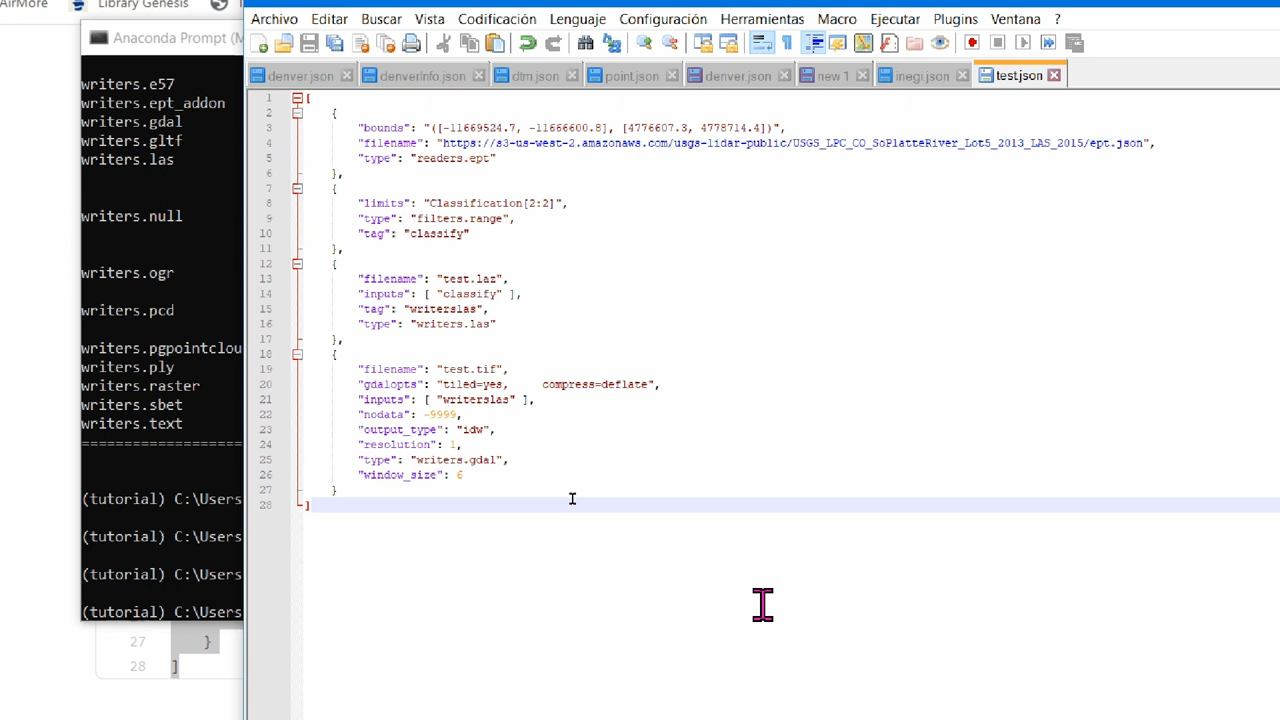 AirMore Library Genesis
Anaconda Prompt (M
writers.e57
writers.ept_addon
writers.gdal
writers.gltf
writers.las
writers.null
writers.ogr
writers.pcd
writers.pgpointclou
writers.ply
writers.raster
writers.sbet
writers.text
======================
(tutorial) C:\Users
(tutorial) C:\Users
(tutorial) C:\Users
(tutorial) C:\Users
27 }
28 ]
Archivo Editar Buscar Vista Codificación Lenguaje Configuración Herramientas Macro Ejecutar Plugins Ventana ?
denver.json denverInfo.json dtm.json point.json denver.json new 1 inegi.json test.json
1 [
2 {
3 "bounds": "([-11669524.7, -11666600.8], [4776607.3, 4778714.4])",
4 "filename": "https://s3-us-west-2.amazonaws.com/usgs-lidar-public/USGS_LPC_CO_SoPlatteRiver_Lot5_2013_LAS_2015/ept.json",
5 "type": "readers.ept"
6 },
7 {
8 "limits": "Classification[2:2]",
9 "type": "filters.range",
10 "tag": "classify"
11 },
12 {
13 "filename": "test.laz",
14 "inputs": [ "classify" ],
15 "tag": "writerslas",
16 "type": "writers.las"
17 },
18 {
19 "filename": "test.tif",
20 "gdalopts": "tiled=yes,     compress=deflate",
21 "inputs": [ "writerslas" ],
22 "nodata": -9999,
23 "output_type": "idw",
24 "resolution": 1,
25 "type": "writers.gdal",
26 "window_size": 6
27 }
28 ]